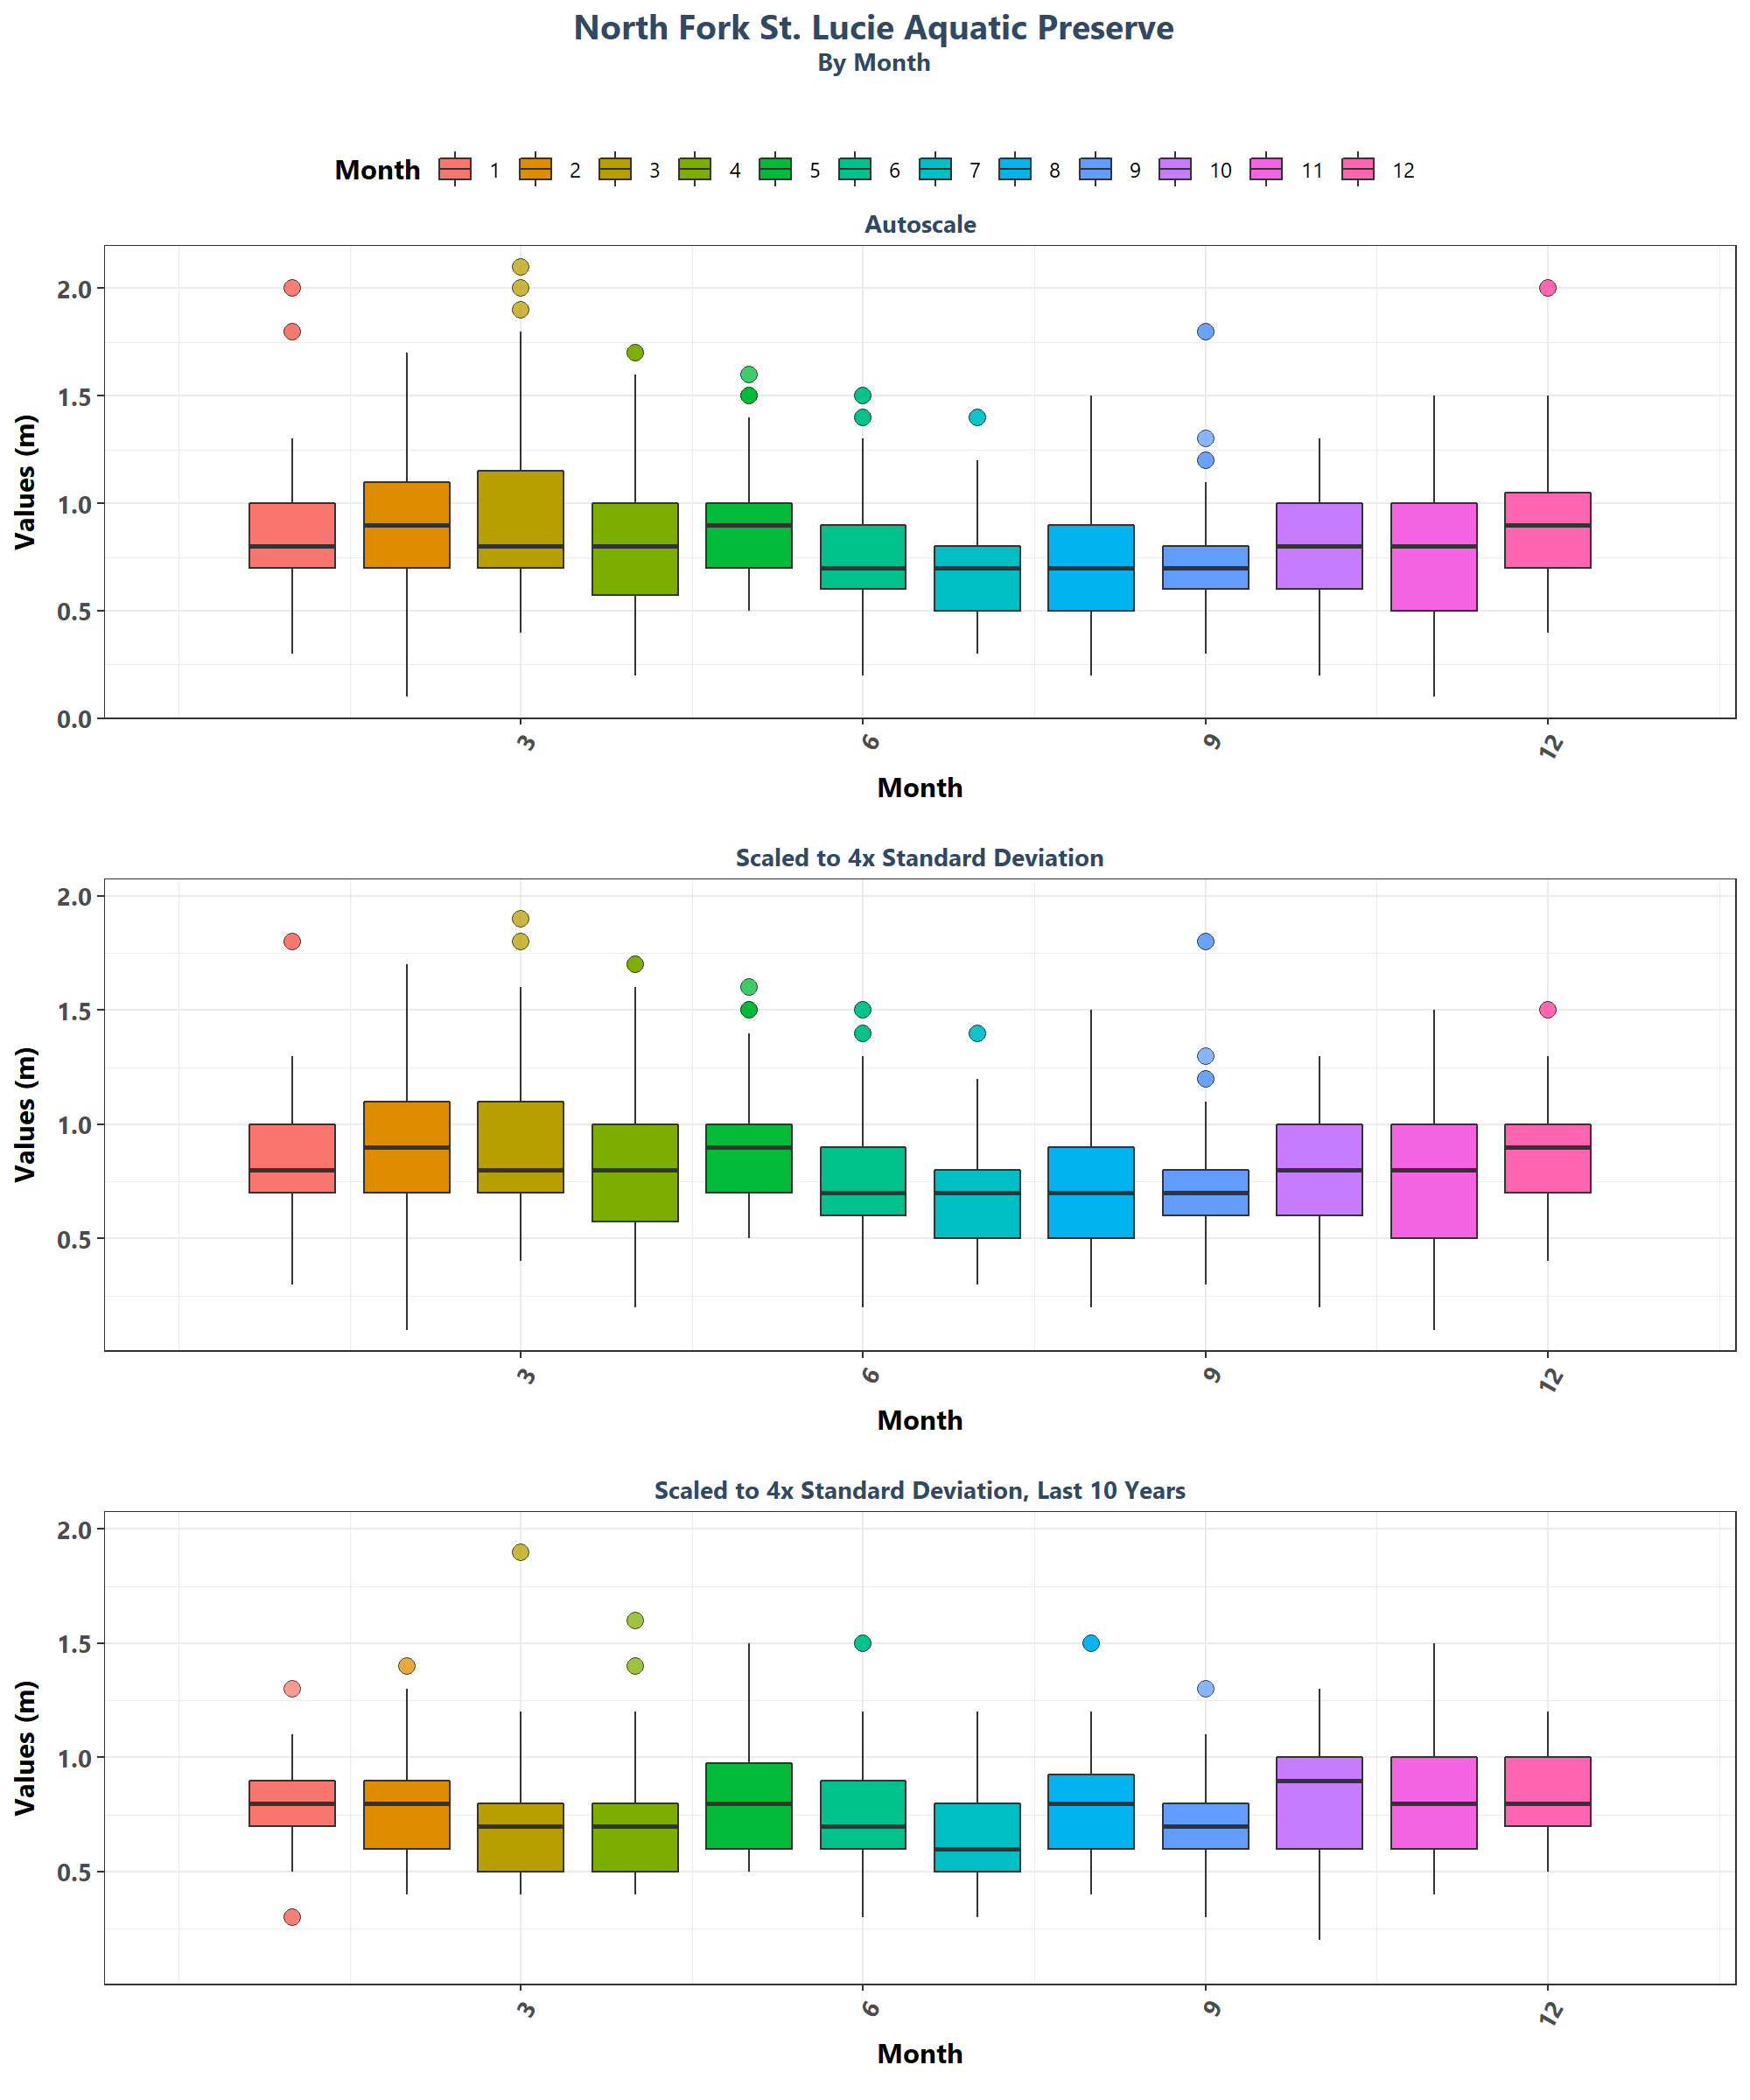 North Fork St. Lucie Aquatic Preserve
By Month
Month 1 2 3 4 5 6 7 8 9 10 11 12
Autoscale
Values (m)
2.0
1.5
1.0
0.5
0.0
3 6 9 12
Month
Scaled to 4x Standard Deviation
Values (m)
2.0
1.5
1.0
0.5
3 6 9 12
Month
Scaled to 4x Standard Deviation, Last 10 Years
Values (m)
2.0
1.5
1.0
0.5
3 6 9 12
Month